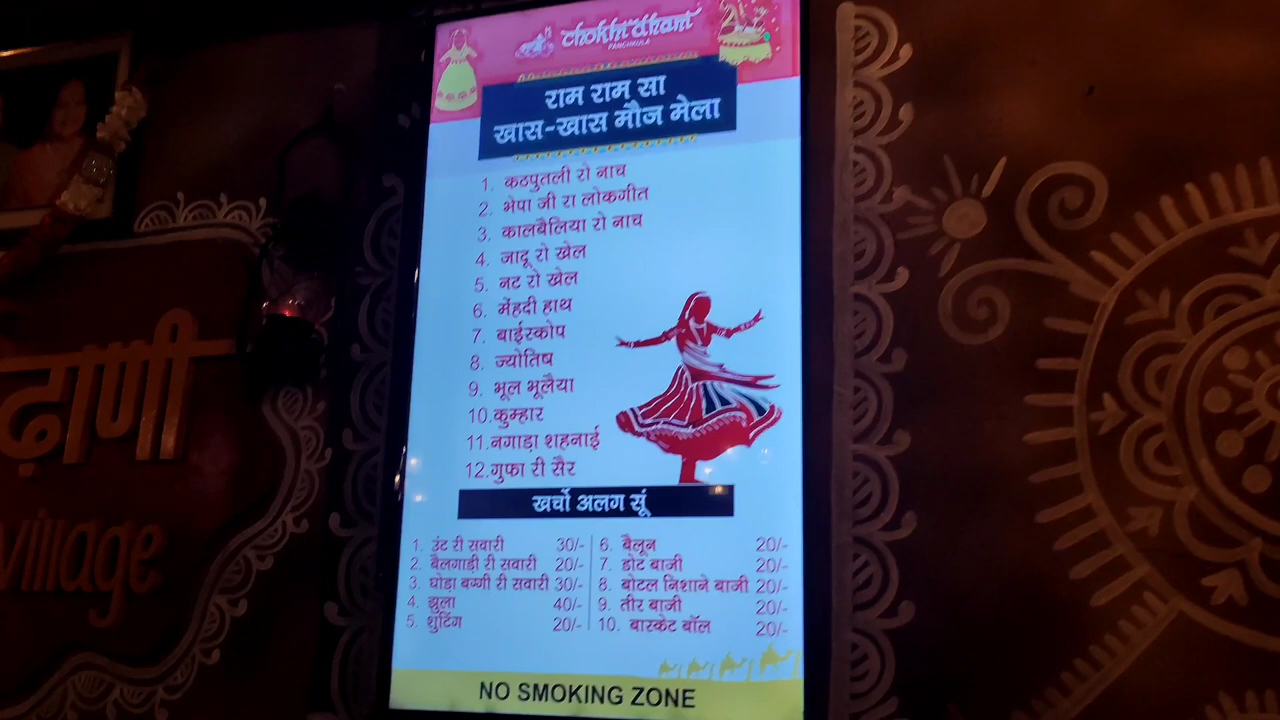 chokhi dhani
PANCHKULA
राम राम सा
खास-खास मौज मेला
1. कठपुतली रो नाच
2. भेपा जी रा लोकगीत
3. कालबैलिया रो नाच
4. जादू रो खेल
5. नट रो खेल
6. मेंहदी हाथ
7. बाईस्कोप
8. ज्योतिष
9. भूल भूलैया
10.कुम्हार
11.नगाड़ा शहनाई
12.गुफा री सैर
खर्चो अलग सूं
1. उंट री सवारी 30/-
2. बैलगाड़ी री सवारी 20/-
3. घोड़ा बग्गी री सवारी 30/-
4. झुला 40/-
5. शुटिंग 20/-
6. बैलून 20/-
7. डोट बाजी 20/-
8. बोटल निशाने बाजी 20/-
9. तीर बाजी 20/-
10. बास्केट बॉल 20/-
NO SMOKING ZONE
ढ़ाणी
village